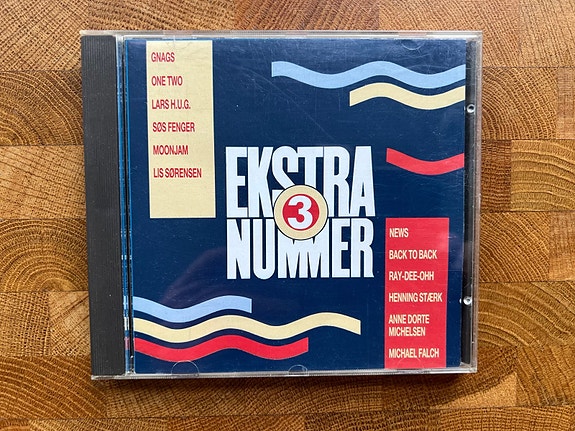 GNAGS
ONE TWO
LARS H.U.G.
SØS FENGER
MOONJAM
LIS SØRENSEN
EKSTRA
3
NUMMER
NEWS
BACK TO BACK
RAY-DEE-OHH
HENNING STÆRK
ANNE DORTE
MICHELSEN
MICHAEL FALCH